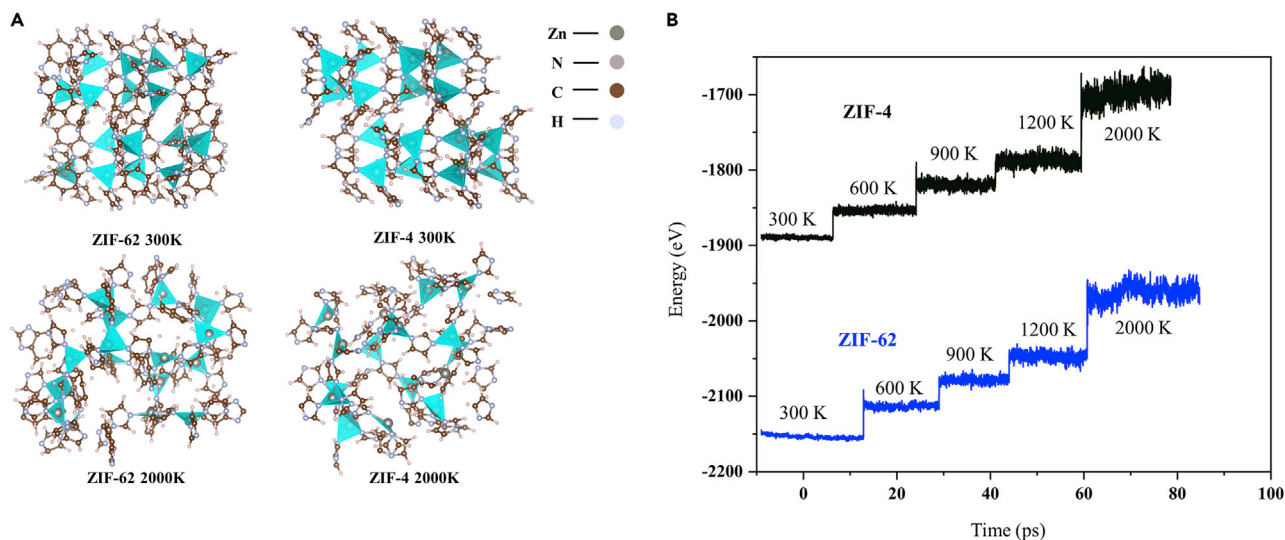 A
Zn
N
C
H
ZIF-62 300K
ZIF-4 300K
ZIF-62 2000K
ZIF-4 2000K
B
Energy (eV)
-1700
-1800
-1900
-2000
-2100
-2200
ZIF-4
300 K
600 K
900 K
1200 K
2000 K
ZIF-62
300 K
600 K
900 K
1200 K
2000 K
0
20
40
60
80
100
Time (ps)